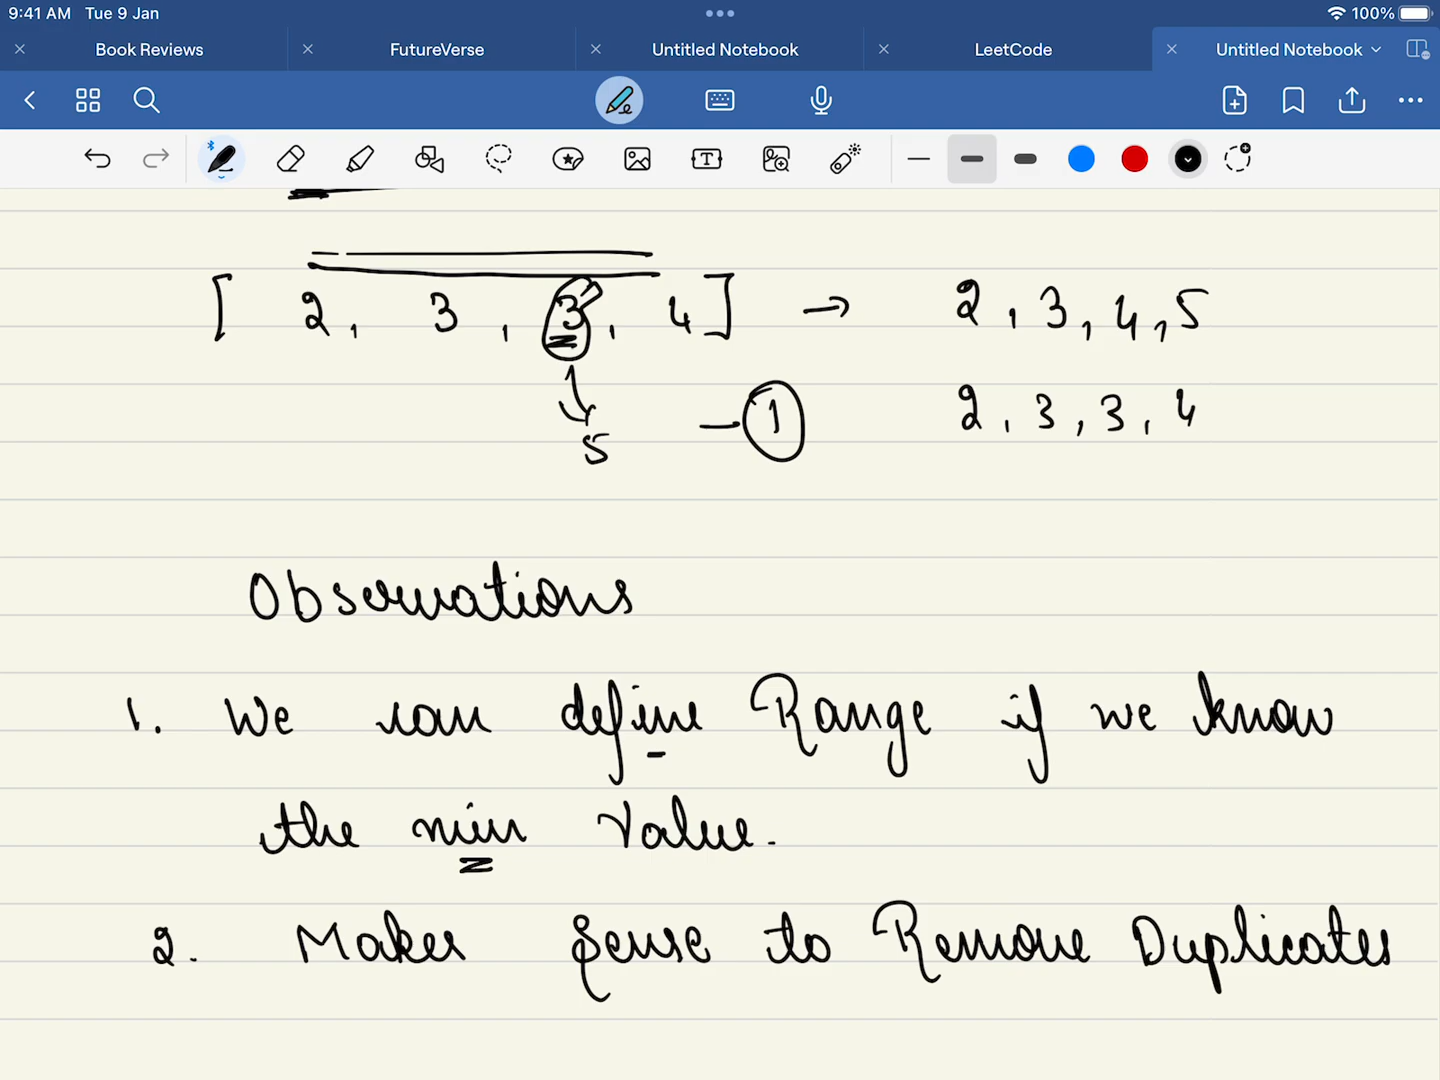 9:41 AM Tue 9 Jan 100%
Book Reviews FutureVerse Untitled Notebook LeetCode Untitled Notebook
[ 2, 3, 3, 4 ] → 2, 3, 4, 5
5 - 1 2, 3, 3, 4
Observations
1. We can define Range if we know
the min Value.
2. Makes Sense to Remove Duplicates